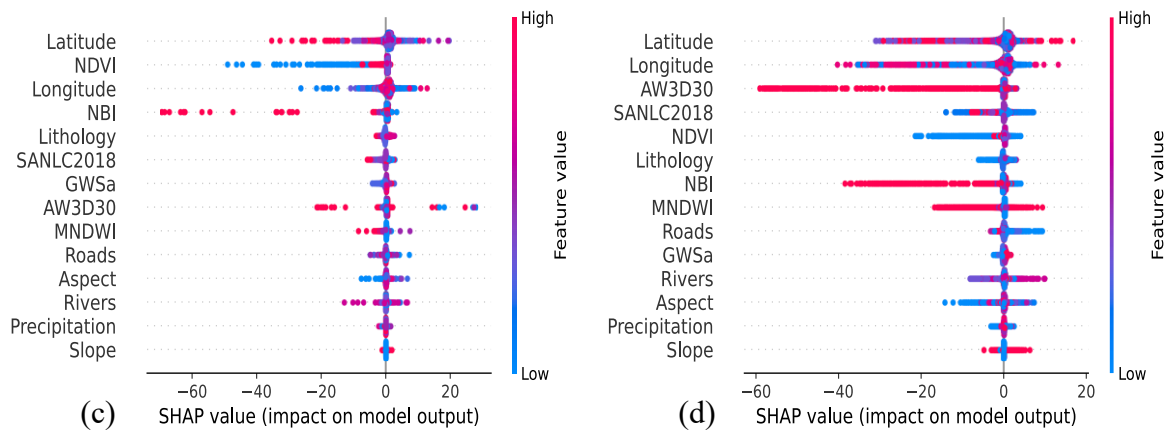 High
Latitude
NDVI
Longitude
NBI
Lithology
SANLC2018
GWSa
AW3D30
MNDWI
Roads
Aspect
Rivers
Precipitation
Slope
Feature value
Low
−60 −40 −20 0 20
(c) SHAP value (impact on model output)
High
Latitude
Longitude
AW3D30
SANLC2018
NDVI
Lithology
NBI
MNDWI
Roads
GWSa
Rivers
Aspect
Precipitation
Slope
Feature value
Low
−60 −40 −20 0 20
(d) SHAP value (impact on model output)